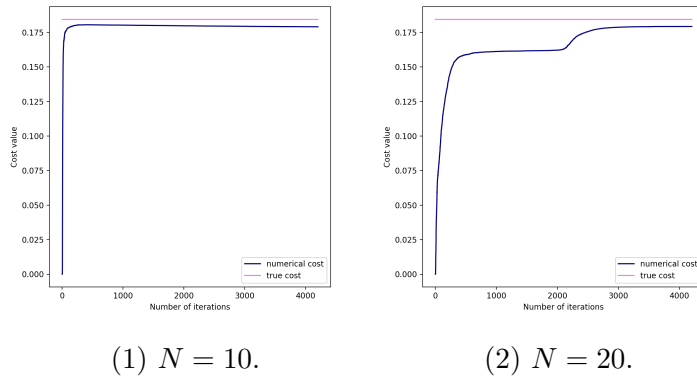 0.175
0.150
0.125
0.100
0.075
0.050
0.025
0.000
Cost value
0 1000 2000 3000 4000
Number of iterations
numerical cost
true cost
(1) N = 10.
0.175
0.150
0.125
0.100
0.075
0.050
0.025
0.000
Cost value
0 1000 2000 3000 4000
Number of iterations
numerical cost
true cost
(2) N = 20.